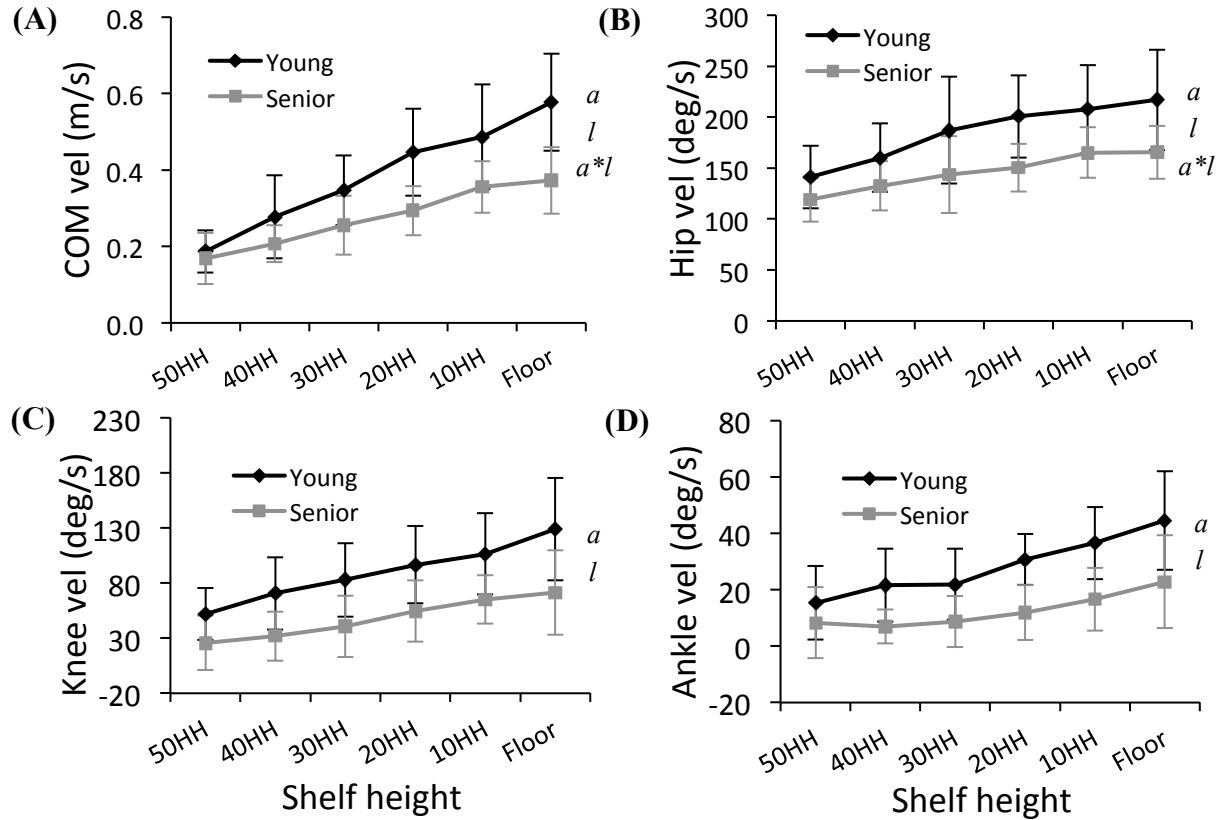 (A)
COM vel (m/s)
0.8
0.6
0.4
0.2
0.0
Young
Senior
a
l
a*l
50HH 40HH 30HH 20HH 10HH Floor
(B)
Hip vel (deg/s)
300
250
200
150
100
50
0
Young
Senior
a
l
50HH 40HH 30HH 20HH 10HH Floor
(C)
Knee vel (deg/s)
230
180
130
80
30
-20
Young
Senior
a
l
50HH 40HH 30HH 20HH 10HH Floor
Shelf height
(D)
Ankle vel (deg/s)
80
60
40
20
0
-20
Young
Senior
a
l
50HH 40HH 30HH 20HH 10HH Floor
Shelf height